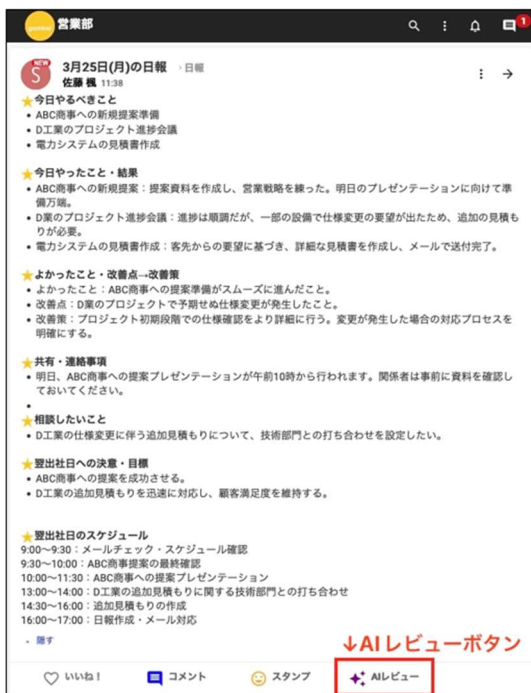 営業部
1
NEW
S
3月25日(月)の日報 ・日報
佐藤 楓 11:38
⭐今日やるべきこと
• ABC商事への新規提案準備
• D工業のプロジェクト進捗会議
• 電力システムの見積書作成
⭐今日やったこと・結果
• ABC商事への新規提案：提案資料を作成し、営業戦略を練った。明日のプレゼンテーションに向けて準
備万端。
• D業のプロジェクト進捗会議：進捗は順調だが、一部の設備で仕様変更の要望が出たため、追加の見積も
りが必要。
• 電力システムの見積書作成：客先からの要望に基づき、詳細な見積書を作成し、メールで送付完了。
⭐よかったこと・改善点→改善策
• よかったこと：ABC商事への提案準備がスムーズに進んだこと。
• 改善点：D業のプロジェクトで予期せぬ仕様変更が発生したこと。
• 改善策：プロジェクト初期段階での仕様確認をより詳細に行う。変更が発生した場合の対応プロセスを
明確にする。
⭐共有・連絡事項
• 明日、ABC商事への提案プレゼンテーションが午前10時から行われます。関係者は事前に資料を確認し
ておいてください。
•
⭐相談したいこと
• D工業の仕様変更に伴う追加見積もりについて、技術部門との打ち合わせを設定したい。
⭐翌出社日への決意・目標
• ABC商事への提案を成功させる。
• D工業の追加見積もりを迅速に対応し、顧客満足度を維持する。
⭐翌出社日のスケジュール
9:00〜9:30：メールチェック・スケジュール確認
9:30〜10:00：ABC商事提案の最終確認
10:00〜11:30：ABC商事への提案プレゼンテーション
13:00〜14:00：D工業の追加見積もりに関する技術部門との打ち合わせ
14:30〜16:00：追加見積もりの作成
16:00〜17:00：日報作成・メール対応
隠す
↓AIレビューボタン
いいね！ コメント スタンプ AIレビュー